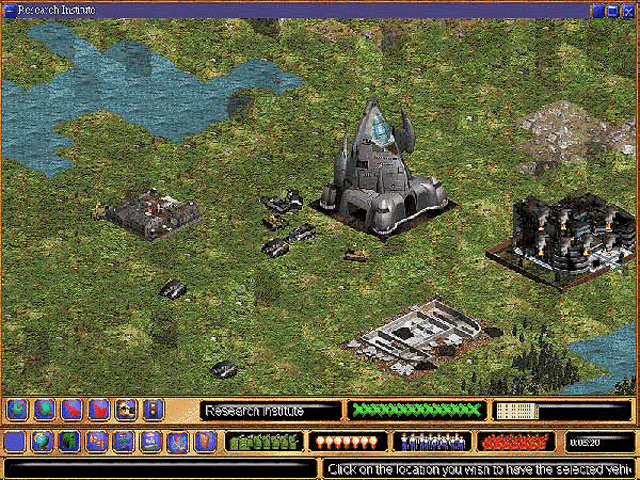 Research Institute
Research Institute
0:05:20
Click on the location you wish to have the selected vehi